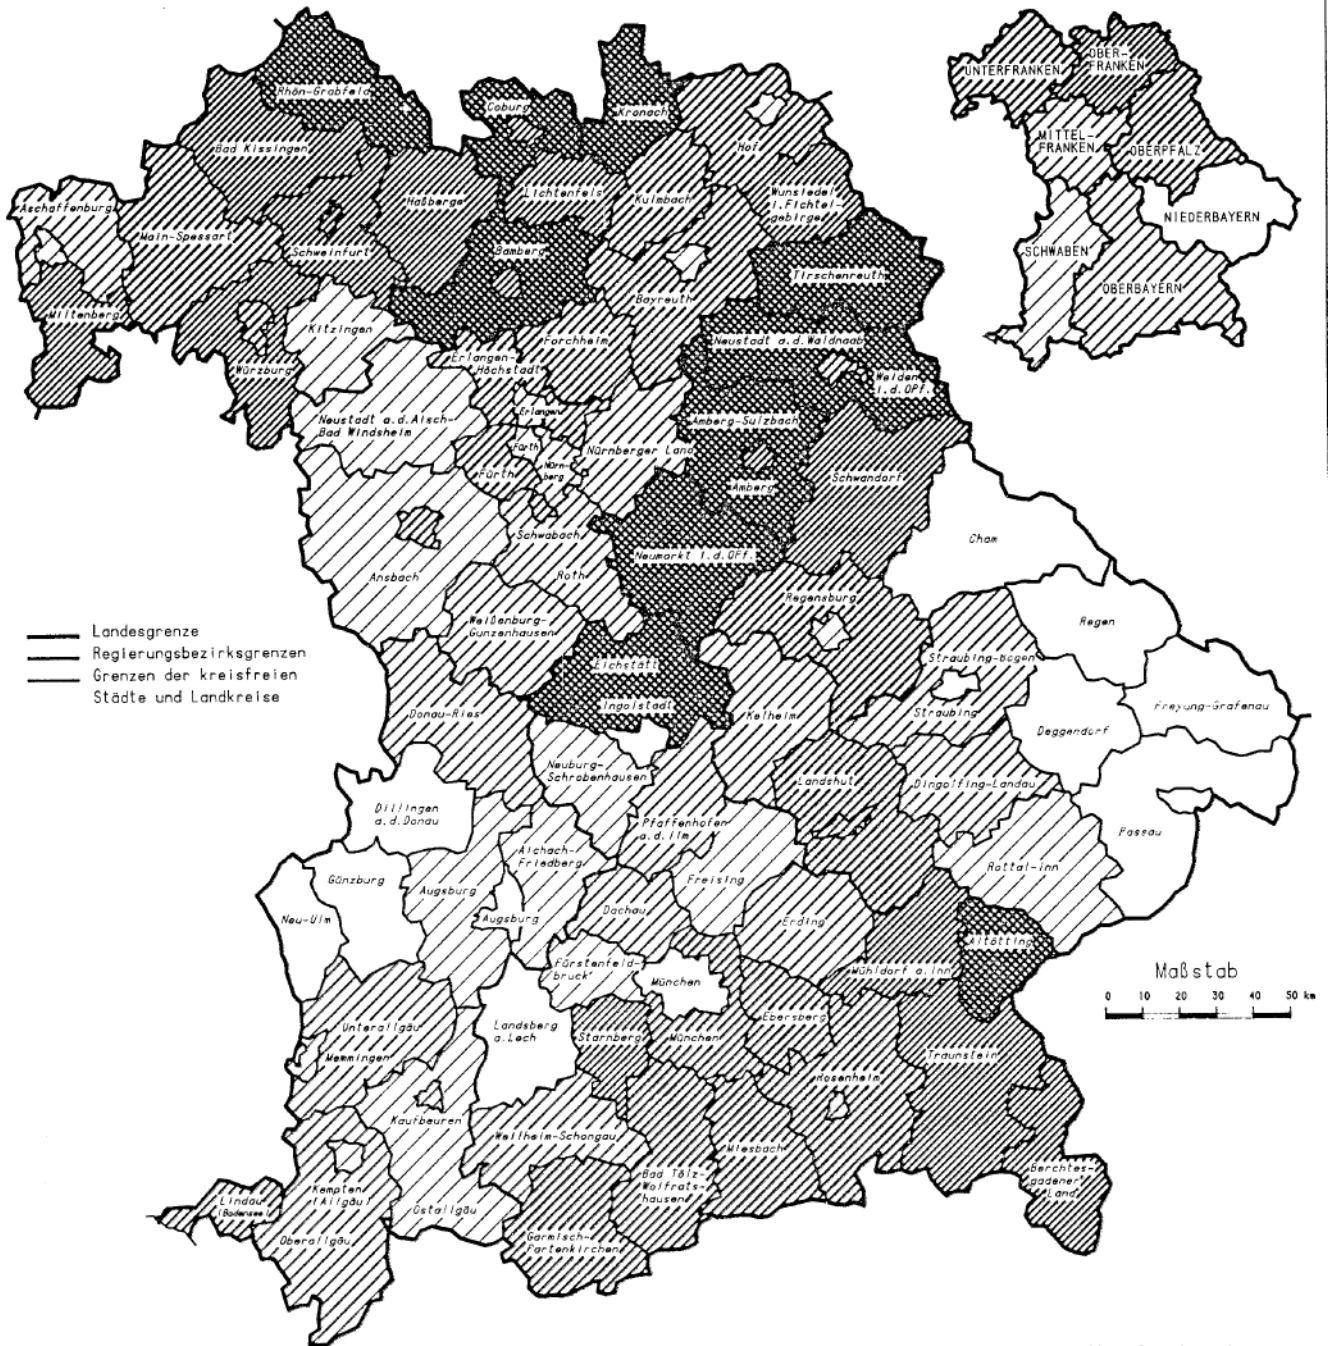 Rhön-Grabfeld
Coburg
Kronach
Bad Kissingen
Hof
Lichtenfels
Kulmbach
Wunsiedel
i.Fichtel-
gebirge
Haßberge
Aschaffenburg
Main-Spessart
Schweinfurt
Bamberg
Tirschenreuth
Bayreuth
Miltenberg
Kitzingen
Würzburg
Forchheim
Erlangen-
Höchstadt
Neustadt a.d.Waldnaab
Weiden
i.d.OPf.
Erlangen
Neustadt a.d.Aisch-
Bad Windsheim
Amberg-Sulzbach
Fürth
Nürn-
berg
Nürnberger Land
Fürth
Schwandorf
Amberg
Schwabach
Cham
Neumarkt i.d.OPf.
Ansbach
Roth
Regensburg
Weißenburg-
Gunzenhausen
Regen
Eichstätt
Straubing-Bogen
Ingolstadt
Kelheim
Straubing
Freyung-Grafenau
Donau-Ries
Deggendorf
Neuburg-
Schrobenhausen
Landshut
Dingolfing-Landau
Dillingen
a.d.Donau
Pfaffenhofen
a.d.Ilm
Passau
Aichach-
Friedberg
Rottal-Inn
Günzburg
Augsburg
Freising
Neu-Ulm
Augsburg
Dachau
Erding
Altötting
Fürstenfeld-
bruck
München
Mühldorf a.Inn
Landsberg
a.Lech
Ebersberg
Unterallgäu
Starnberg
München
Memmingen
Traunstein
Rosenheim
Kaufbeuren
Weilheim-Schongau
Miesbach
Bad Tölz-
Wolfrats-
hausen
Berchtes-
gadener
Land
Lindau
(Bodensee)
Kempten
(Allgäu)
Ostallgäu
Oberallgäu
Garmisch-
Partenkirchen
UNTERFRANKEN
OBER-
FRANKEN
MITTEL-
FRANKEN
OBERPFALZ
NIEDERBAYERN
SCHWABEN
OBERBAYERN
Landesgrenze
Regierungsbezirksgrenzen
Grenzen der kreisfreien
Städte und Landkreise
Maßstab
0 10 20 30 40 50 km